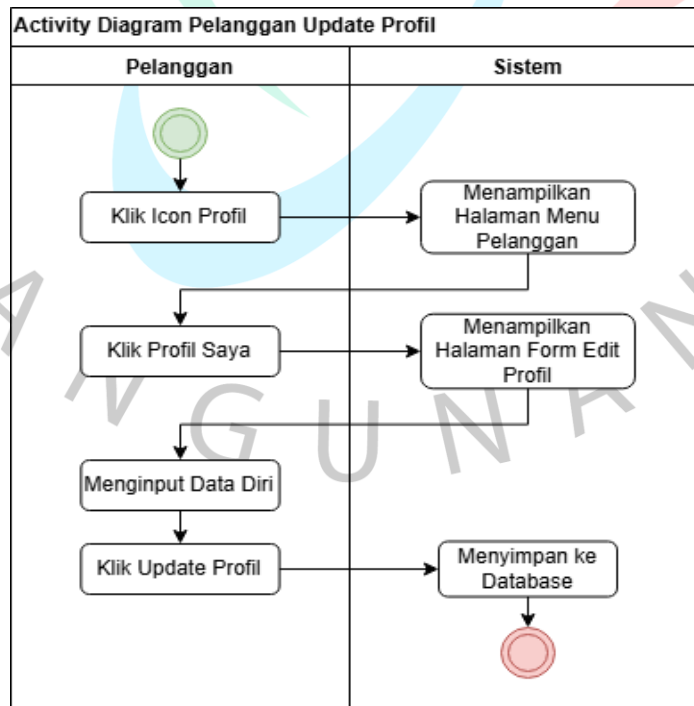 Activity Diagram Pelanggan Update Profil
Pelanggan
Sistem
Klik Icon Profil
Menampilkan
Halaman Menu
Pelanggan
Klik Profil Saya
Menampilkan
Halaman Form Edit
Profil
Menginput Data Diri
Klik Update Profil
Menyimpan ke
Database
A N G U N A N